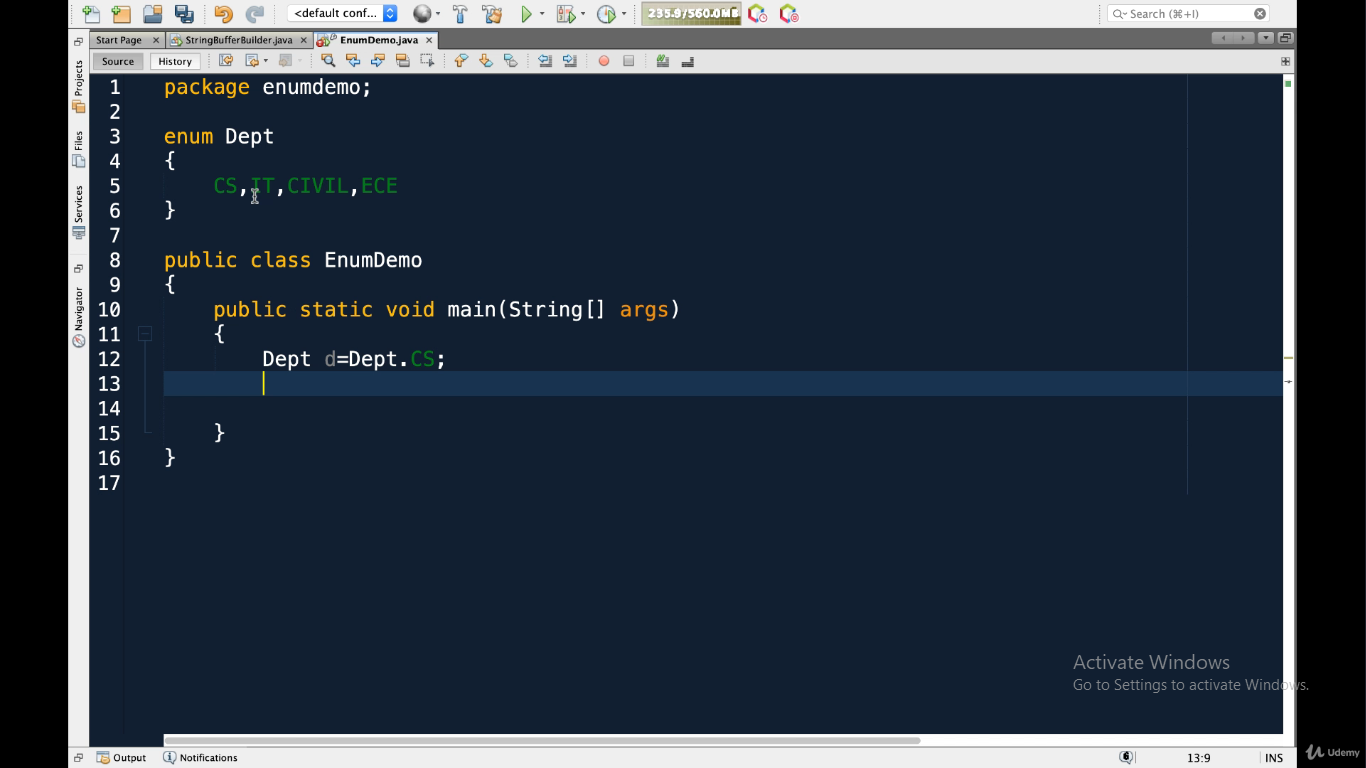 <default conf...
235.9/560.0MB
Search (⌘+I)
Start Page
StringBufferBuilder.java
EnumDemo.java
Source
History
Projects
Files
Services
Navigator
1 package enumdemo;
2
3 enum Dept
4 {
5 CS,IT,CIVIL,ECE
6 }
7
8 public class EnumDemo
9 {
10 public static void main(String[] args)
11 {
12 Dept d=Dept.CS;
13
14
15 }
16 }
17
Activate Windows
Go to Settings to activate Windows.
Output
Notifications
6
13:9
INS
Udemy